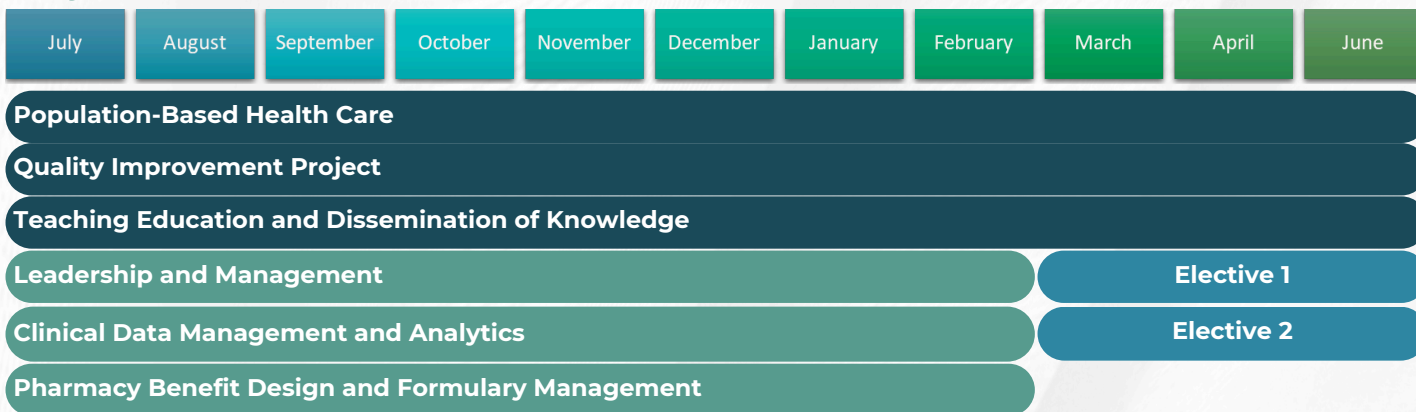 July August September October November December January February March April June
Population-Based Health Care
Quality Improvement Project
Teaching Education and Dissemination of Knowledge
Leadership and Management Elective 1
Clinical Data Management and Analytics Elective 2
Pharmacy Benefit Design and Formulary Management